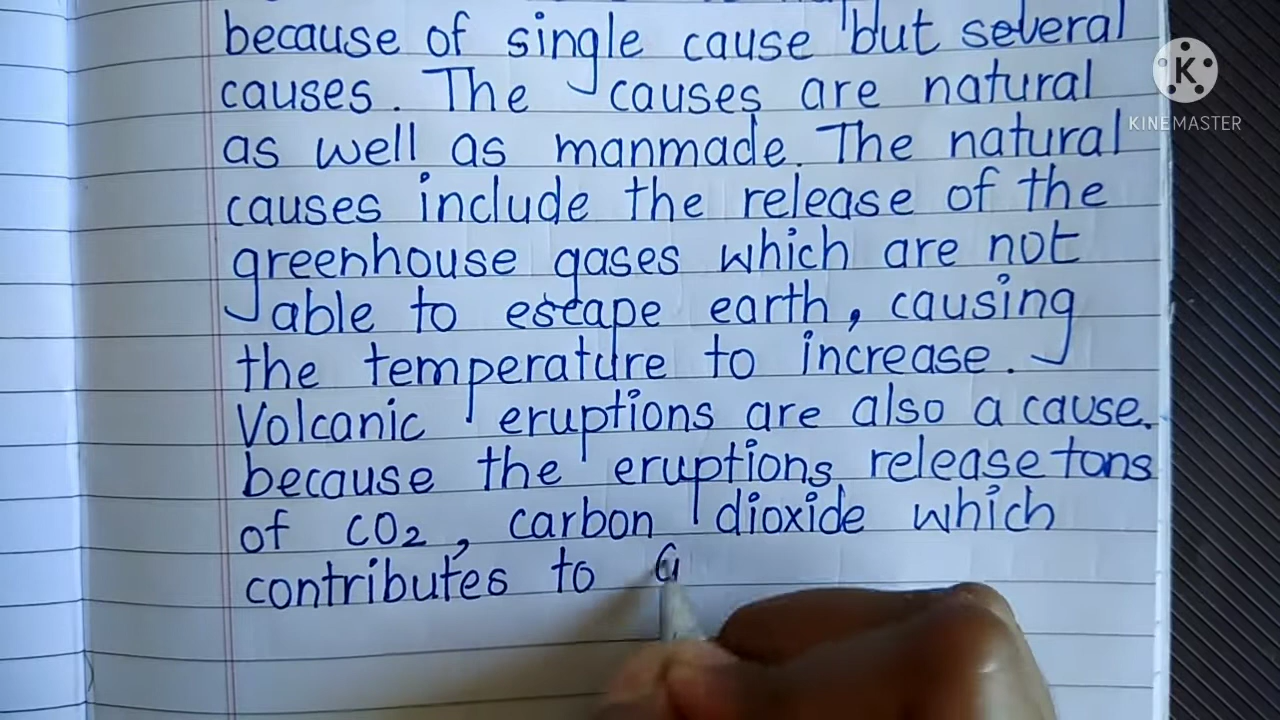 because of single cause but several
causes. The causes are natural
as well as manmade. The natural
causes include the release of the
greenhouse gases which are not
able to escape earth, causing
the temperature to increase.
Volcanic eruptions are also a cause.
because the eruptions release tons
of CO2, carbon dioxide which
contributes to G
K
KINEMASTER